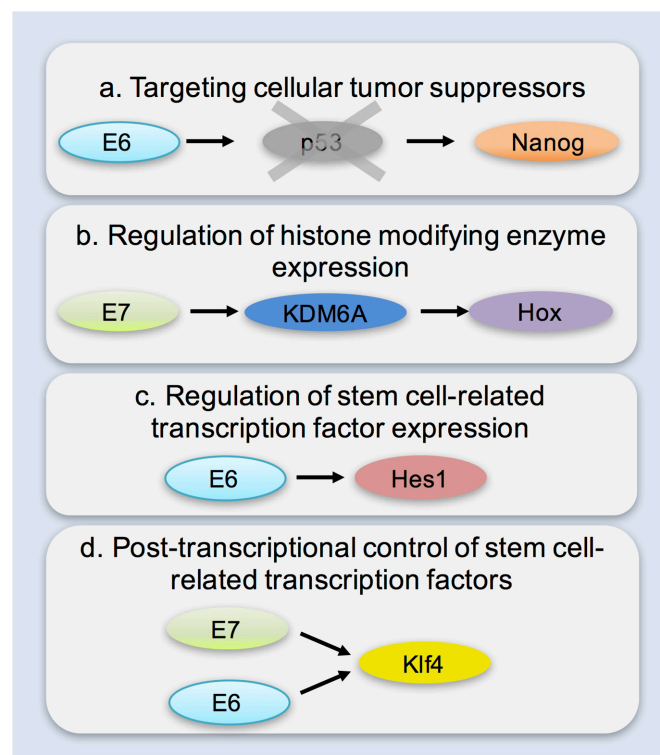 a. Targeting cellular tumor suppressors
E6 p53 Nanog
b. Regulation of histone modifying enzyme
expression
E7 KDM6A Hox
c. Regulation of stem cell-related
transcription factor expression
E6 Hes1
d. Post-transcriptional control of stem cell-
related transcription factors
E7
Klf4
E6